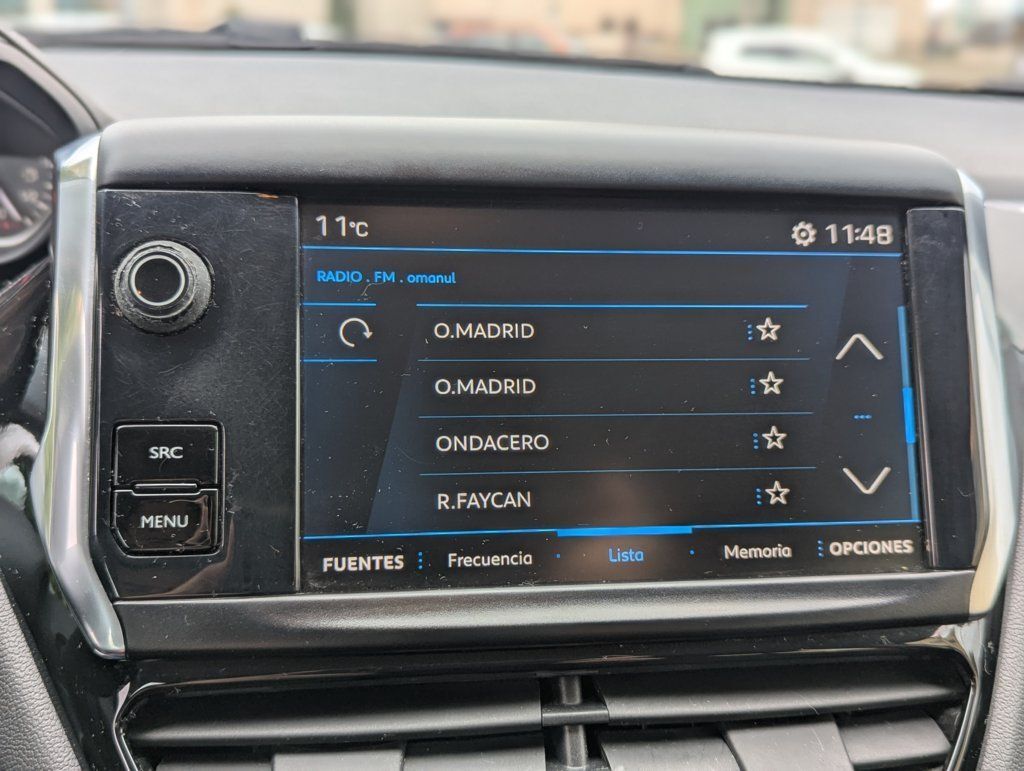 11°C
11:48
RADIO . FM . omanul
O.MADRID
O.MADRID
ONDACERO
R.FAYCAN
SRC
MENU
FUENTES Frecuencia Lista Memoria OPCIONES